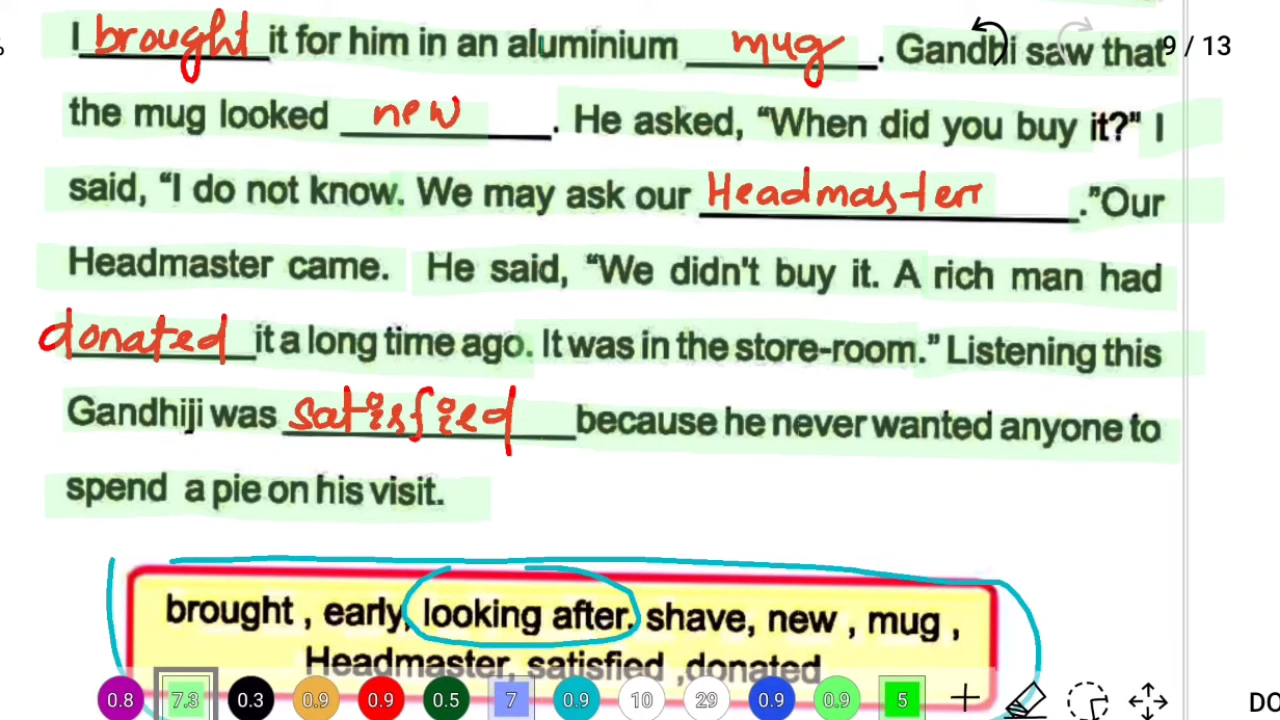 I brought it for him in an aluminium mug. Gandhi saw that 9 / 13
the mug looked new. He asked, “When did you buy it?” I
said, “I do not know. We may ask our Headmasterr.”Our
Headmaster came. He said, “We didn't buy it. A rich man had
donated it a long time ago. It was in the store-room.” Listening this
Gandhiji was satisfied because he never wanted anyone to
spend a pie on his visit.
brought , early, looking after, shave, new , mug ,
Headmaster, satisfied ,donated
0.8 7.3 0.3 0.9 0.9 0.5 7 0.9 10 29 0.9 0.9 5 DO